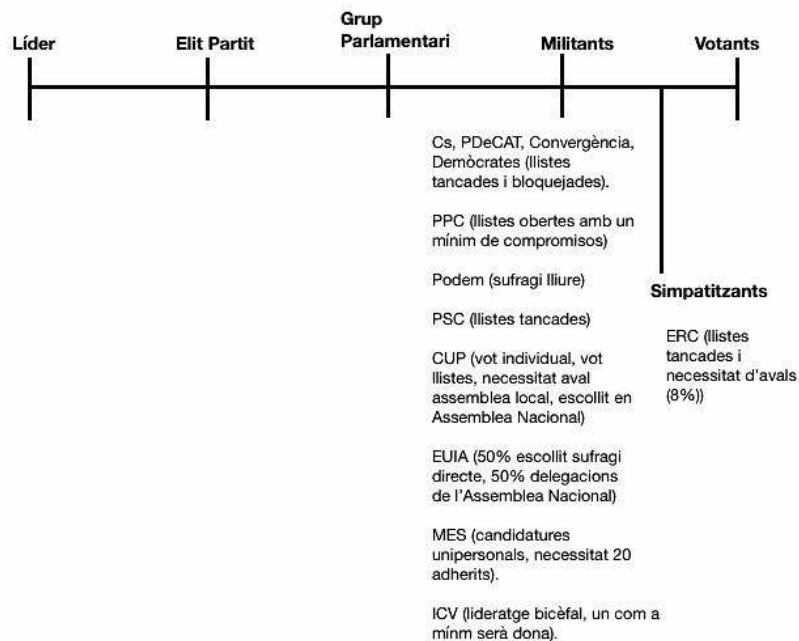 Líder
Elit Partit
Grup
Parlamentari
Militants
Votants
Cs, PDeCAT, Convergència,
Demòcrates (llistes
tancades i bloquejades).
PPC (llistes obertes amb un
mínim de compromisos)
Podem (sufragi lliure)
PSC (llistes tancades)
CUP (vot individual, vot
llistes, necessitat aval
assemblea local, escollit en
Assemblea Nacional)
EUIA (50% escollit sufragi
directe, 50% delegacions
de l'Assemblea Nacional)
MES (candidatures
unipersonals, necessitat 20
adherits).
ICV (lideratge bicèfal, un com a
mínm serà dona).
Simpatitzants
ERC (llistes
tancades i
necessitat d'avals
(8%))